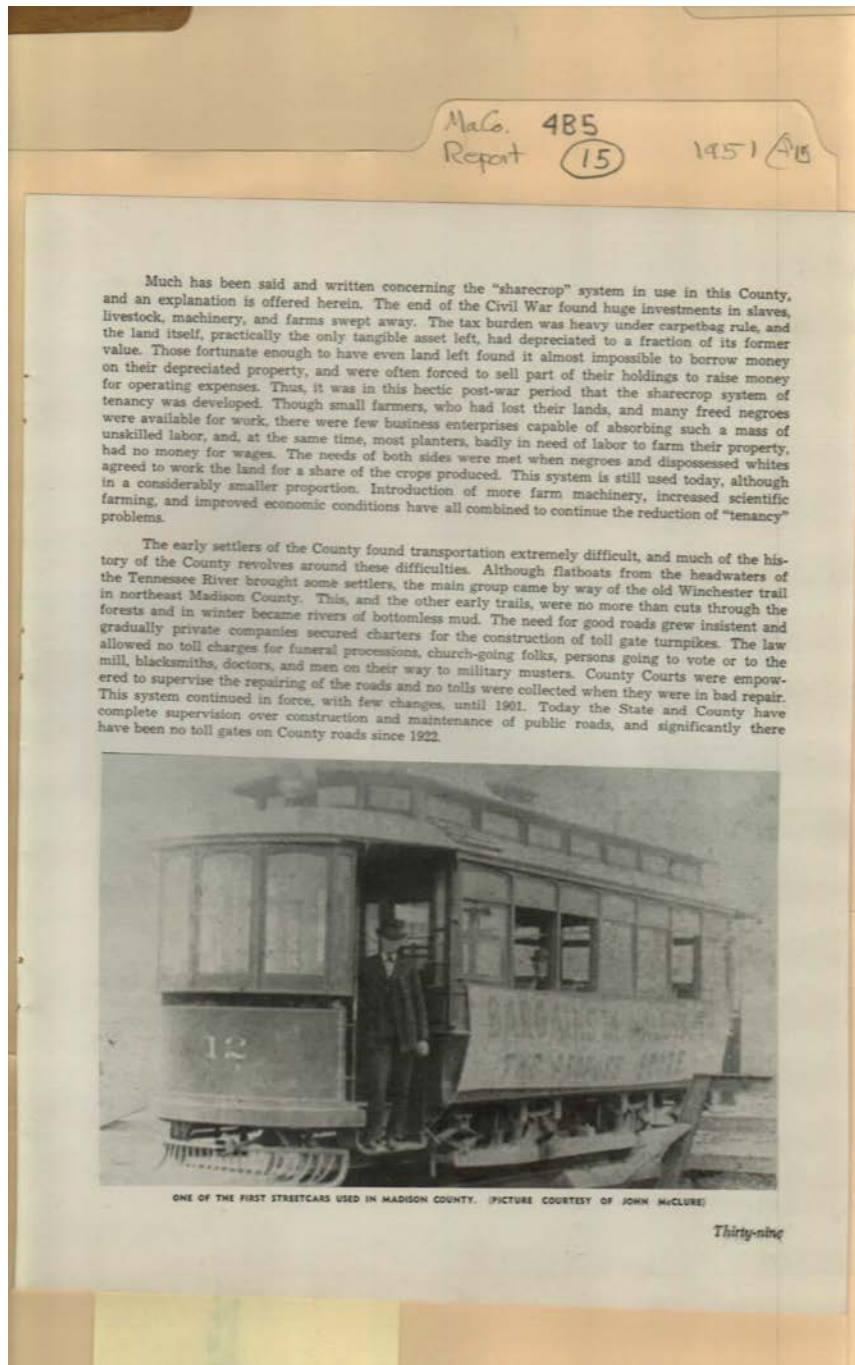 MaCo. 4B5
Report 15 1951
Much has been said and written concerning the "sharecrop" system in use in this County,
and an explanation is offered herein. The end of the Civil War found huge investments in slaves,
livestock, machinery, and farms swept away. The tax burden was heavy under carpetbag rule, and
the land itself, practically the only tangible asset left, had depreciated to a fraction of its former
value. Those fortunate enough to have even land left found it almost impossible to borrow money
on their depreciated property, and were often forced to sell part of their holdings to raise money
for operating expenses. Thus, it was in this hectic post-war period that the sharecrop system of
tenancy was developed. Though small farmers, who had lost their lands, and many freed negroes
were available for work, there were few business enterprises capable of absorbing such a mass of
unskilled labor, and, at the same time, most planters, badly in need of labor to farm their property,
had no money for wages. The needs of both sides were met when negroes and dispossessed whites
agreed to work the land for a share of the crops produced. This system is still used today, although
in a considerably smaller proportion. Introduction of more farm machinery, increased scientific
farming, and improved economic conditions have all combined to continue the reduction of "tenancy"
problems.
The early settlers of the County found transportation extremely difficult, and much of the his-
tory of the County revolves around these difficulties. Although flatboats from the headwaters of
the Tennessee River brought some settlers, the main group came by way of the old Winchester trail
in northeast Madison County. This, and the other early trails, were no more than cuts through the
forests and in winter became rivers of bottomless mud. The need for good roads grew insistent and
gradually private companies secured charters for the construction of toll gate turnpikes. The law
allowed no toll charges for funeral processions, church-going folks, persons going to vote or to the
mill, blacksmiths, doctors, and men on their way to military musters. County Courts were empow-
ered to supervise the repairing of the roads and no tolls were collected when they were in bad repair.
This system continued in force, with few changes, until 1901. Today the State and County have
complete supervision over construction and maintenance of public roads, and significantly there
have been no toll gates on County roads since 1922.
12
BARGAINS IN
THE PEOPLES STORE
ONE OF THE FIRST STREETCARS USED IN MADISON COUNTY. (PICTURE COURTESY OF JOHN McCLURE)
Thirty-nine